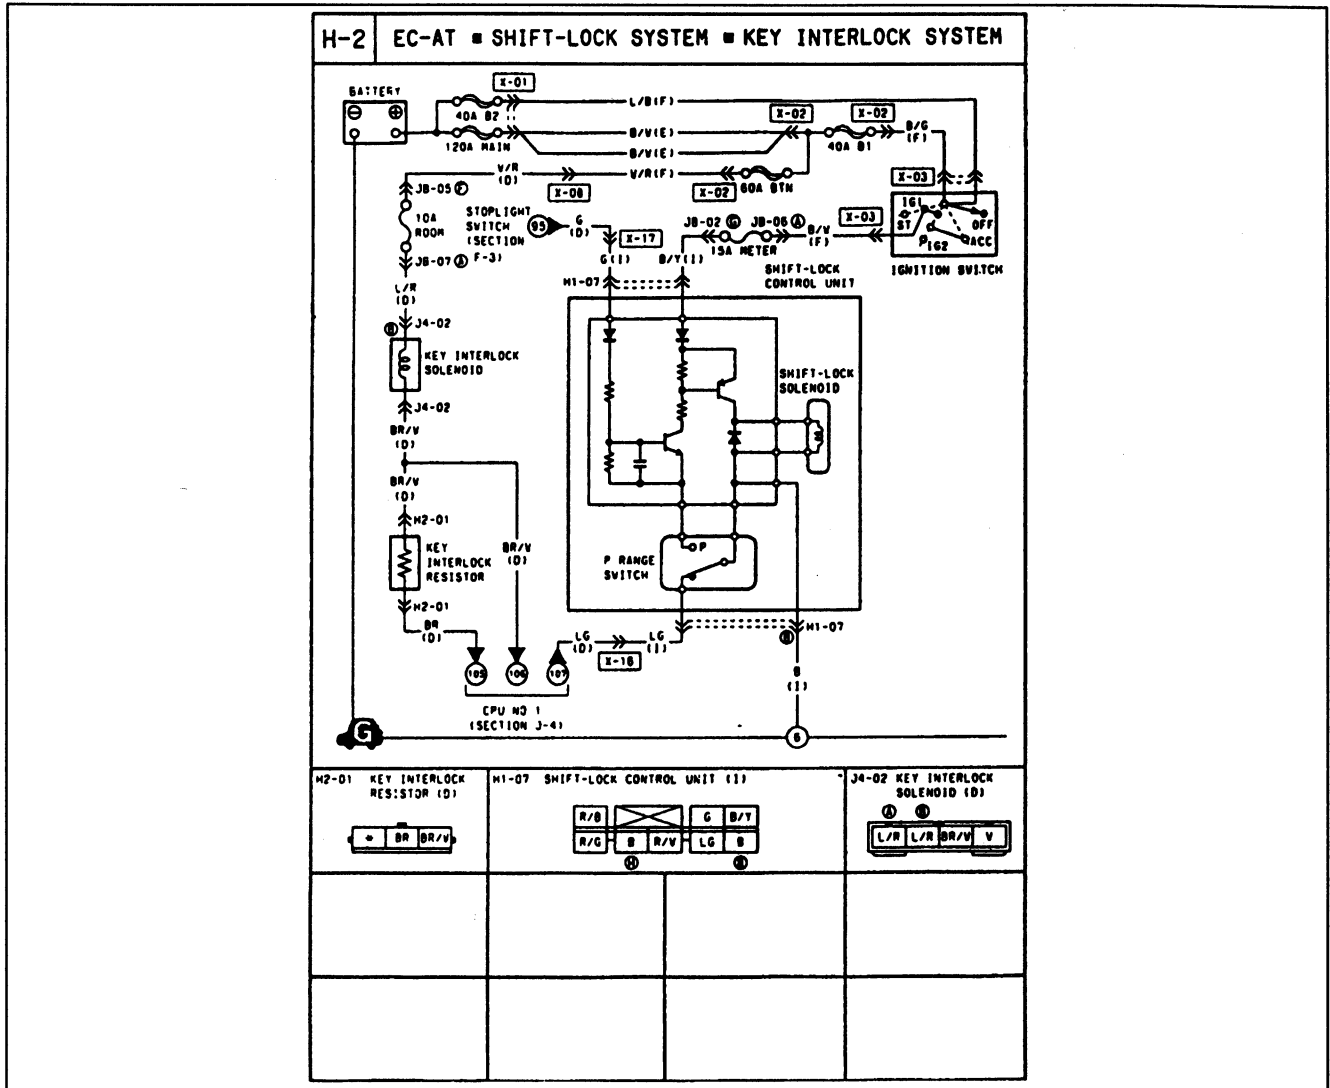 H-2 EC-AT ▪ SHIFT-LOCK SYSTEM ▪ KEY INTERLOCK SYSTEM
BATTERY
X-01
40A B2
L/B(F)
X-02
X-02
120A MAIN
B/W(E)
B/W(E)
40A B1
B/G
(F)
W/R
(D)
W/R(F)
X-02
60A BTN
X-03
JB-05 F
X-08
10A
ROOM
STOPLIGHT
SWITCH
(SECTION
F-3)
95
G
(D)
X-17
JB-02 G
JB-06 A
15A METER
B/W
(F)
X-03
IG1
ST
OFF
IG2
ACC
IGNITION SWITCH
JB-07 A
G(I)
B/Y(I)
H1-07
SHIFT-LOCK
CONTROL UNIT
L/R
(D)
B
J4-02
KEY INTERLOCK
SOLENOID
SHIFT-LOCK
SOLENOID
J4-02
BR/W
(D)
BR/W
(D)
H2-01
KEY
INTERLOCK
RESISTOR
BR/W
(D)
P RANGE
SWITCH
P
H2-01
BR
(D)
LG
(D)
LG
(I)
X-18
H1-07
B
(I)
105
106
107
CPU NO 1
(SECTION J-4)
G
6
H2-01 KEY INTERLOCK
RESISTOR (D)
* BR BR/W
H1-07 SHIFT-LOCK CONTROL UNIT (I)
R/B G B/Y
R/G B R/W LG B
J4-02 KEY INTERLOCK
SOLENOID (D)
A B
L/R L/R BR/W V